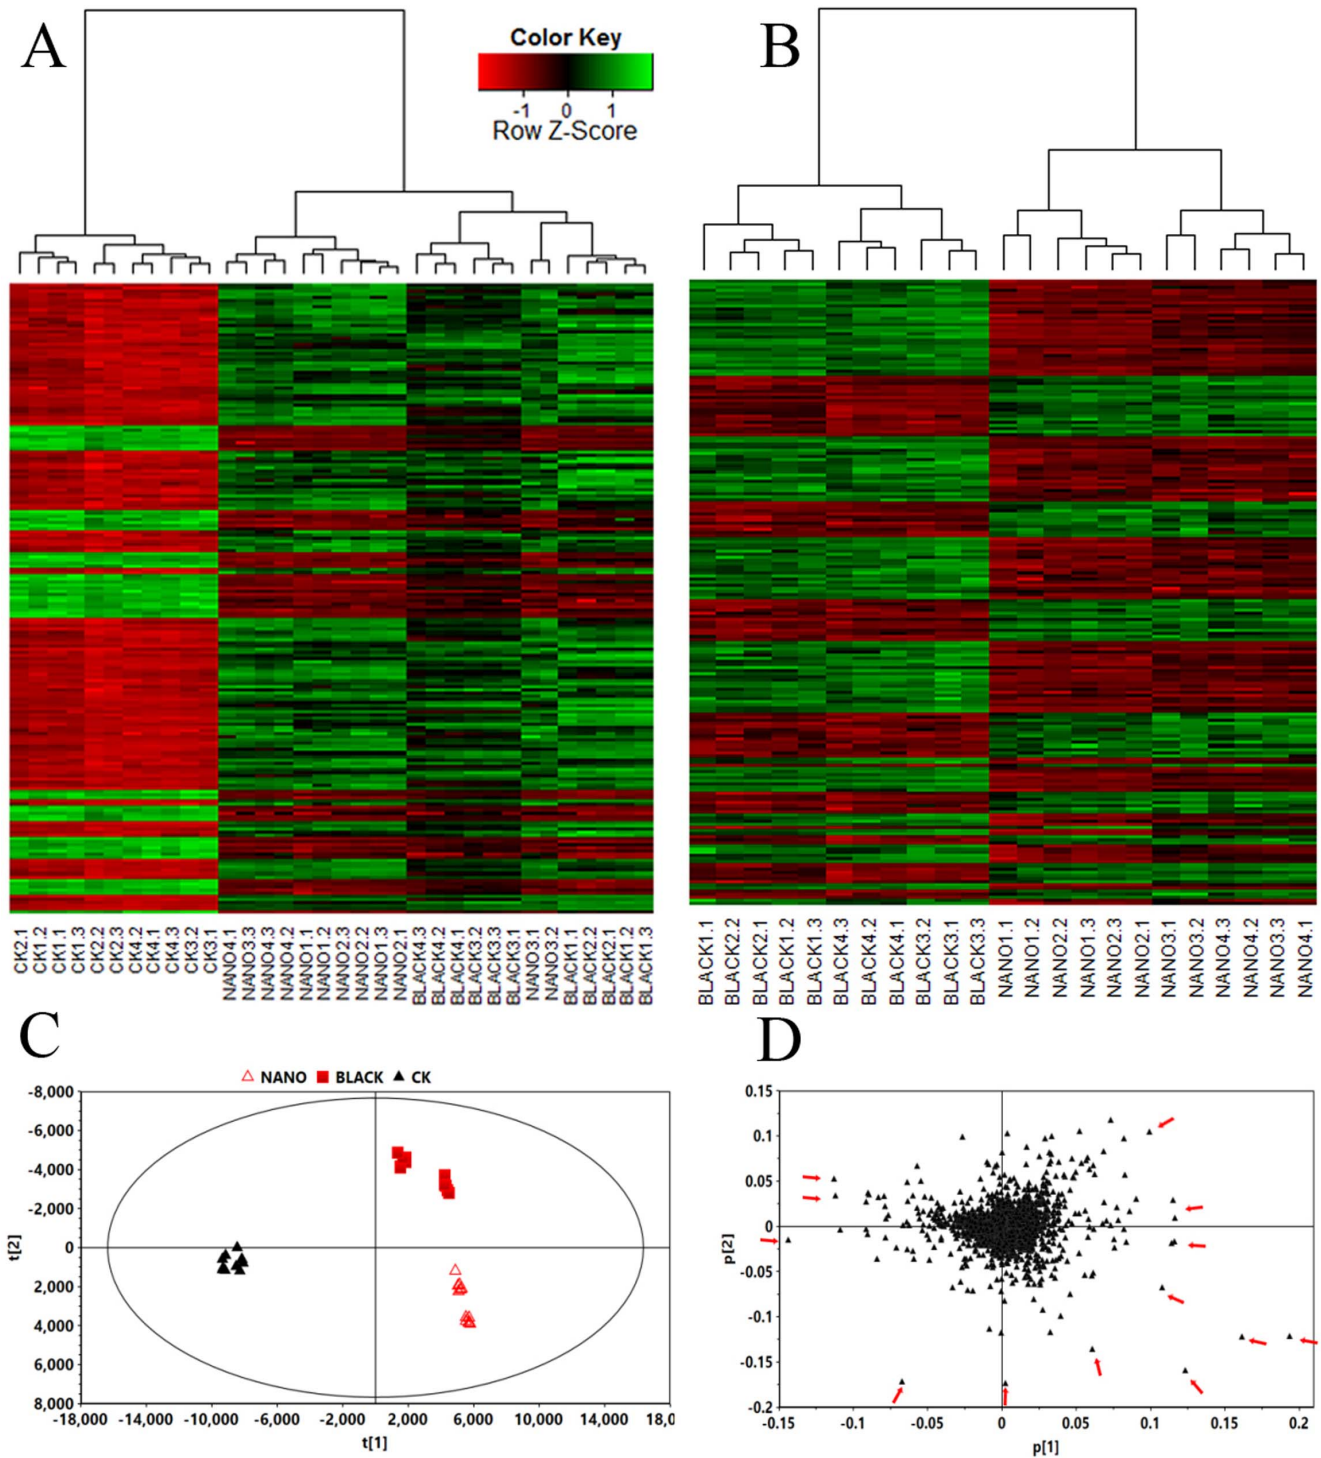 A
Color Key
-1 0 1
Row Z-Score
B
CK2.1
CK1.2
CK1.1
CK1.3
CK2.2
CK2.3
CK4.2
CK4.1
CK4.3
CK3.2
CK3.1
NANO4.1
NANO3.3
NANO4.3
NANO4.2
NANO1.1
NANO1.2
NANO2.3
NANO2.2
NANO1.3
NANO2.1
BLACK4.3
BLACK4.2
BLACK4.1
BLACK3.2
BLACK3.3
BLACK3.1
NANO3.1
NANO3.2
BLACK1.1
BLACK2.2
BLACK2.1
BLACK1.2
BLACK1.3
BLACK1.1
BLACK2.2
BLACK2.1
BLACK1.2
BLACK1.3
BLACK4.3
BLACK4.2
BLACK4.1
BLACK3.2
BLACK3.1
BLACK3.3
NANO1.1
NANO1.2
NANO2.2
NANO1.3
NANO2.3
NANO2.1
NANO3.1
NANO3.2
NANO4.3
NANO4.2
NANO3.3
NANO4.1
C
NANO BLACK CK
-8,000
-6,000
-4,000
-2,000
0
2,000
4,000
6,000
8,000
t[2]
-18,000 -14,000 -10,000 -6,000 -2,000 2,000 6,000 10,000 14,000 18,0
t[1]
D
0.15
0.1
0.05
0
-0.05
-0.1
-0.15
-0.2
p[2]
-0.15 -0.1 -0.05 0 0.05 0.1 0.15 0.2
p[1]